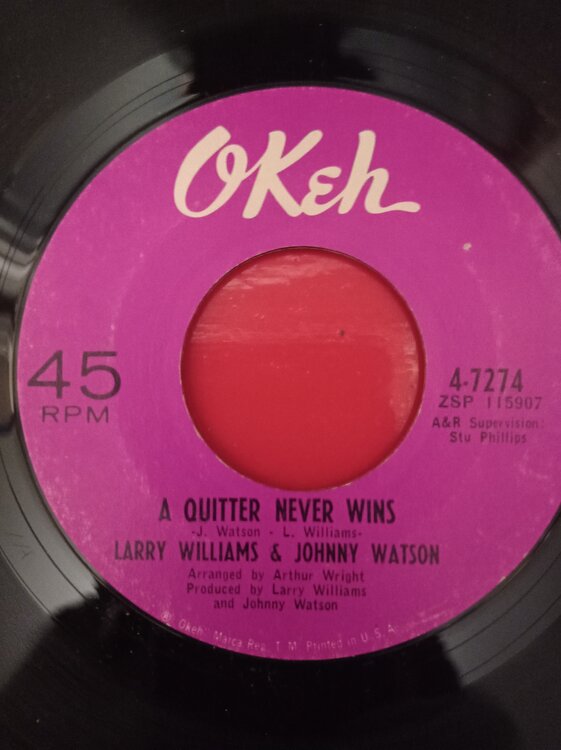 OKeh
45
RPM
4-7274
ZSP 115907
A&R Supervision:
Stu Phillips
A QUITTER NEVER WINS
-J. Watson - L. Williams-
LARRY WILLIAMS & JOHNNY WATSON
Arranged by Arthur Wright
Produced by Larry Williams
and Johnny Watson
® Okeh, Marca Reg. T. M. Printed in U. S. A.